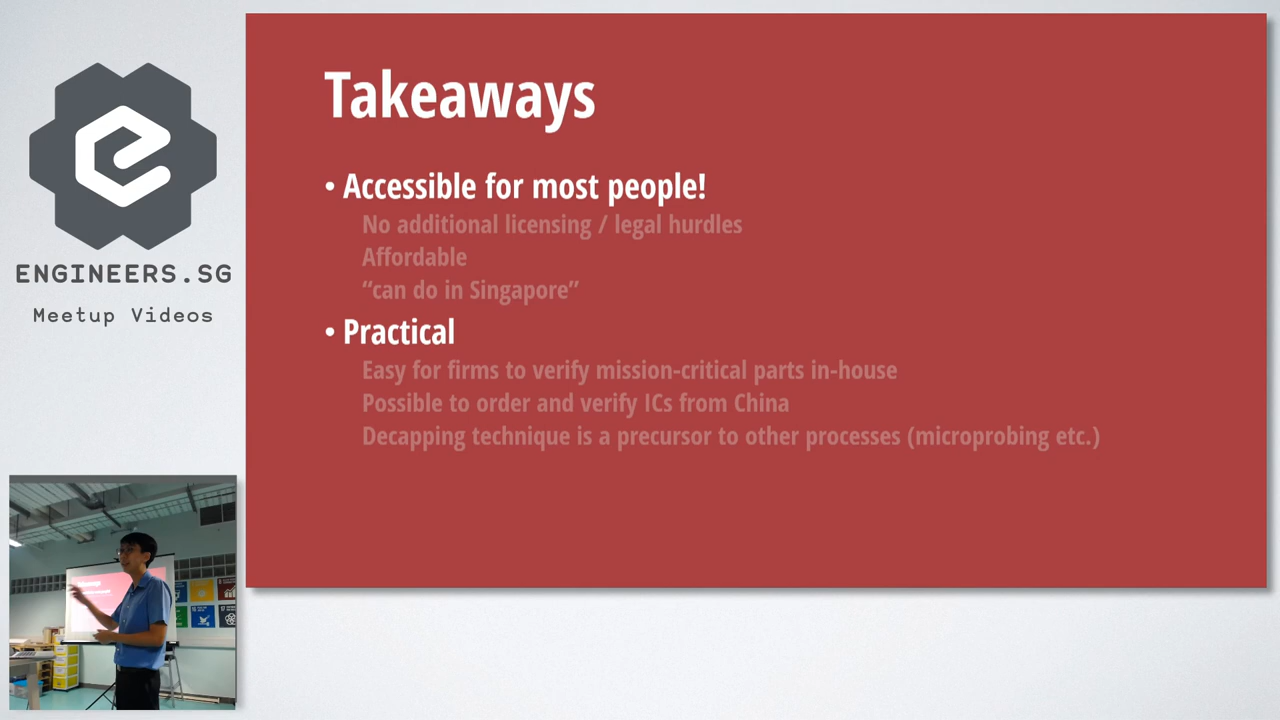 Takeaways
• Accessible for most people!
No additional licensing / legal hurdles
Affordable
“can do in Singapore”
• Practical
Easy for firms to verify mission-critical parts in-house
Possible to order and verify ICs from China
Decapping technique is a precursor to other processes (microprobing etc.)
ENGINEERS.SG
Meetup Videos